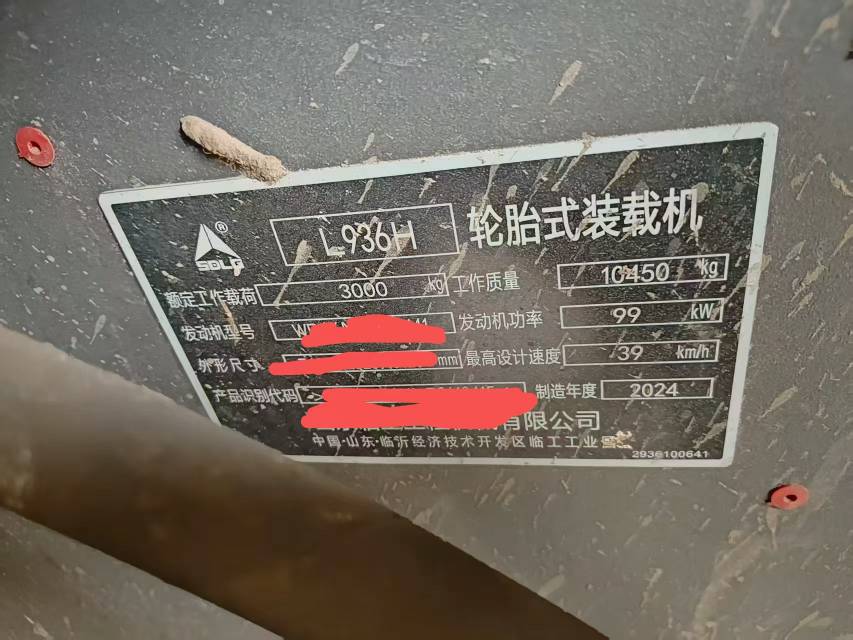 SDLG®
L936H 轮胎式装载机
额定工作载荷 3000 kg 工作质量 10450 kg
发动机型号 发动机功率 99 kW
外形尺寸 mm 最高设计速度 39 km/h
产品识别代码 制造年度 2024
有限公司
中国·山东·临沂经济技术开发区临工工业园
2936100641